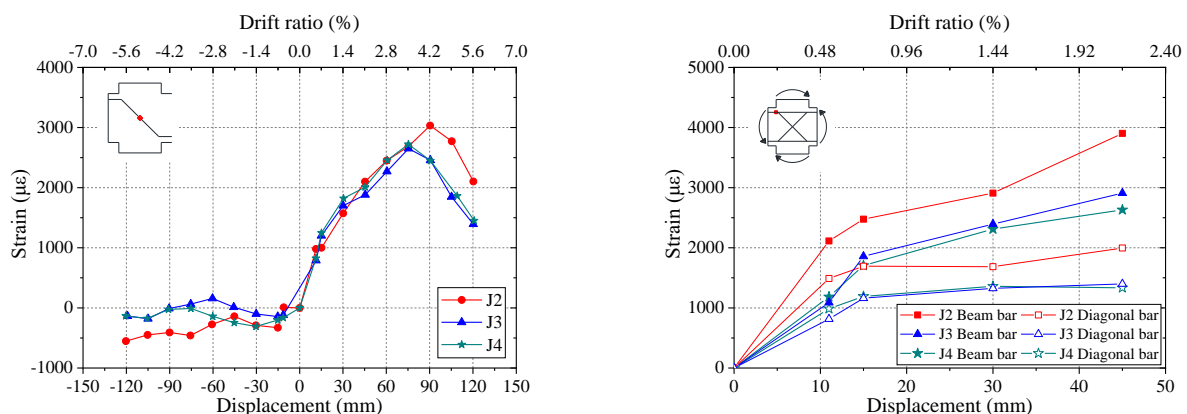 Drift ratio (%)
-7.0 -5.6 -4.2 -2.8 -1.4 0.0 1.4 2.8 4.2 5.6 7.0
4000
3000
2000
1000
0
-1000
Strain (με)
J2
J3
J4
-150 -120 -90 -60 -30 0 30 60 90 120 150
Displacement (mm)
Drift ratio (%)
0.00 0.48 0.96 1.44 1.92 2.40
5000
4000
3000
2000
1000
0
Strain (με)
J2 Beam bar J2 Diagonal bar
J3 Beam bar J3 Diagonal bar
J4 Beam bar J4 Diagonal bar
0 10 20 30 40 50
Displacement (mm)